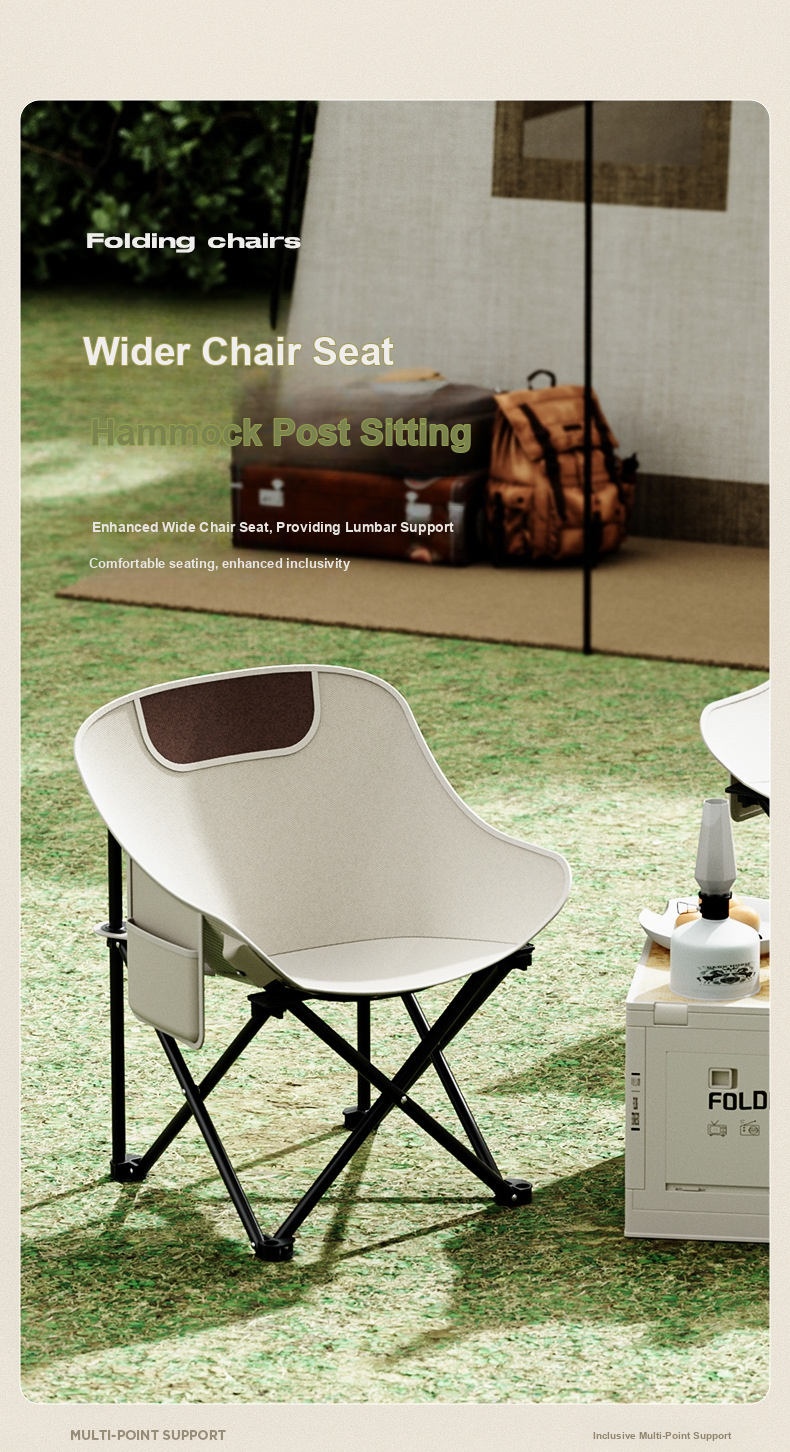 Folding chairs
Wider Chair Seat
Hammock Post Sitting
Enhanced Wide Chair Seat, Providing Lumbar Support
Comfortable seating, enhanced inclusivity
FOLD
MULTI-POINT SUPPORT
Inclusive Multi-Point Support